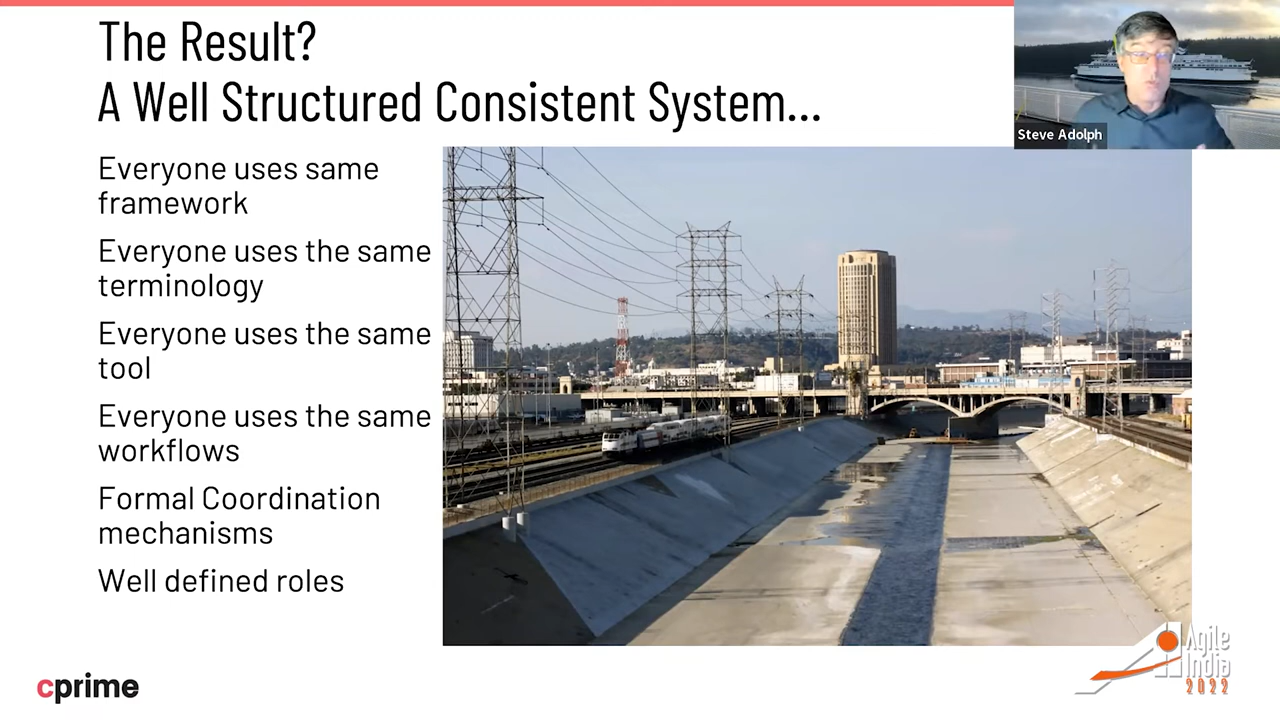 The Result?
A Well Structured Consistent System...
Steve Adolph
Everyone uses same
framework
Everyone uses the same
terminology
Everyone uses the same
tool
Everyone uses the same
workflows
Formal Coordination
mechanisms
Well defined roles
cprime
Agile
India
2022